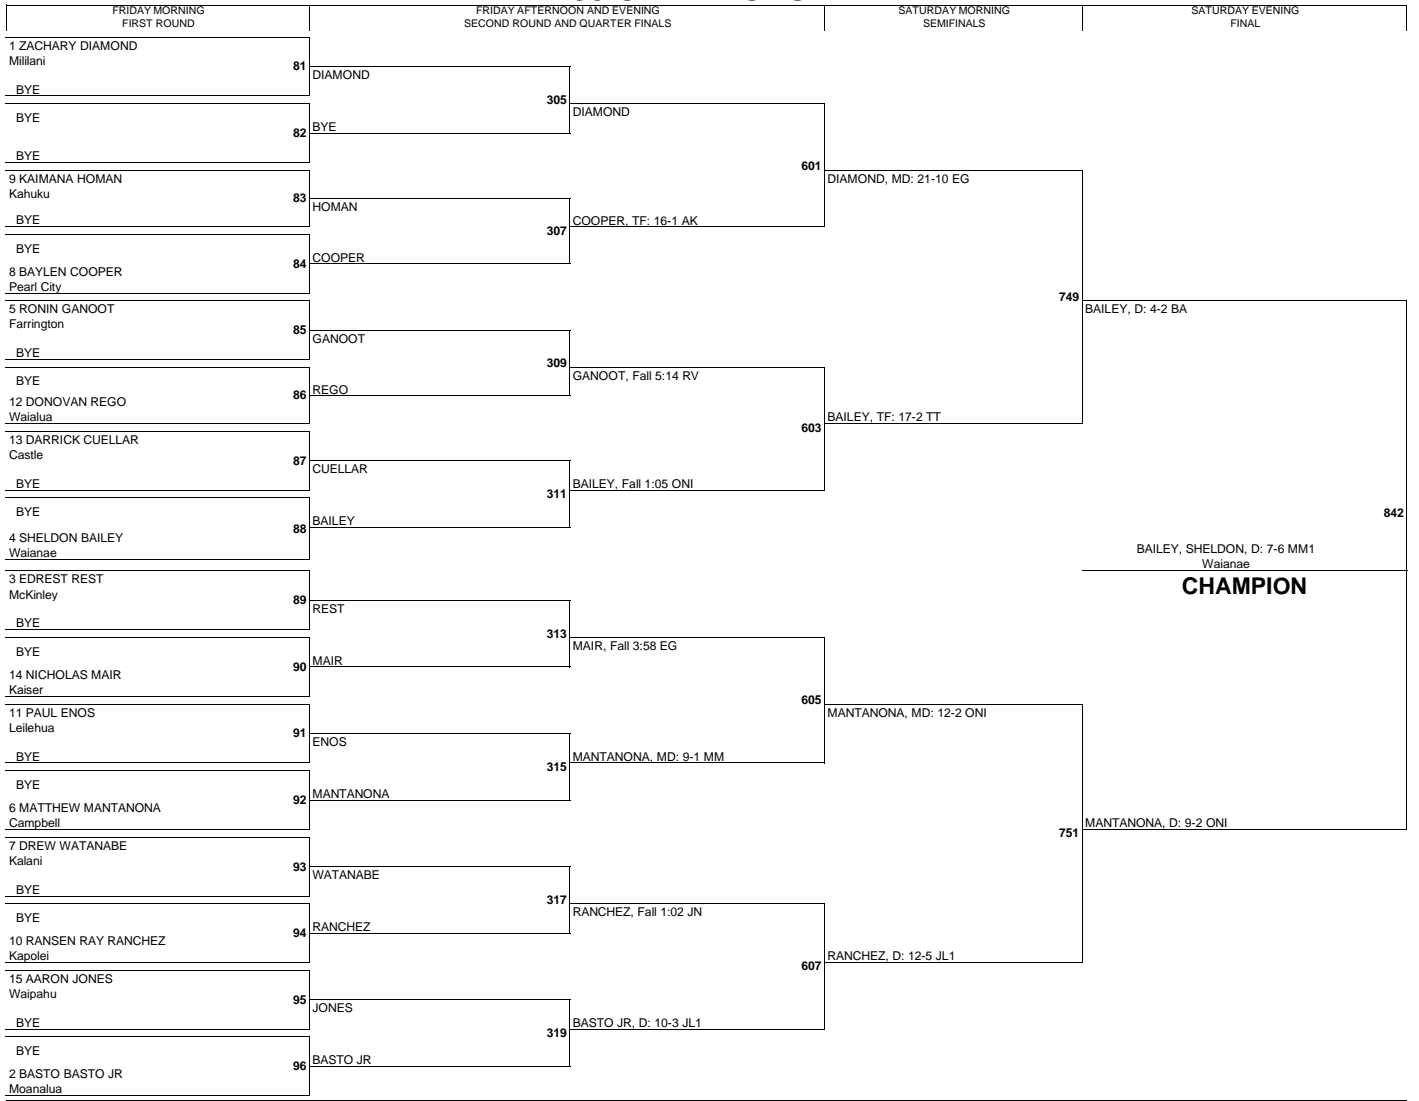 FRIDAY MORNING
FIRST ROUND
FRIDAY AFTERNOON AND EVENING
SECOND ROUND AND QUARTER FINALS
SATURDAY MORNING
SEMIFINALS
SATURDAY EVENING
FINAL
1 ZACHARY DIAMOND
Mililani
BYE
81
BYE
BYE
82
9 KAIMANA HOMAN
Kahuku
BYE
83
BYE
8 BAYLEN COOPER
Pearl City
84
5 RONIN GANOOT
Farrington
BYE
85
BYE
12 DONOVAN REGO
Waialua
86
13 DARRICK CUELLAR
Castle
BYE
87
BYE
4 SHELDON BAILEY
Waianae
88
3 EDREST REST
McKinley
BYE
89
BYE
14 NICHOLAS MAIR
Kaiser
90
11 PAUL ENOS
Leilehua
BYE
91
BYE
6 MATTHEW MANTANONA
Campbell
92
7 DREW WATANABE
Kalani
BYE
93
BYE
10 RANSEN RAY RANCHEZ
Kapolei
94
15 AARON JONES
Waipahu
BYE
95
BYE
2 BASTO BASTO JR
Moanalua
96
DIAMOND
305
BYE
HOMAN
307
COOPER
GANOOT
309
REGO
CUELLAR
311
BAILEY
REST
313
MAIR
ENOS
315
MANTANONA
WATANABE
317
RANCHEZ
JONES
319
BASTO JR
DIAMOND
601
COOPER, TF: 16-1 AK
GANOOT, Fall 5:14 RV
603
BAILEY, Fall 1:05 ONI
MAIR, Fall 3:58 EG
605
MANTANONA, MD: 9-1 MM
RANCHEZ, Fall 1:02 JN
607
BASTO JR, D: 10-3 JL1
DIAMOND, MD: 21-10 EG
749
BAILEY, TF: 17-2 TT
MANTANONA, MD: 12-2 ONI
751
RANCHEZ, D: 12-5 JL1
BAILEY, D: 4-2 BA
842
BAILEY, SHELDON, D: 7-6 MM1
Waianae
CHAMPION
MANTANONA, D: 9-2 ONI